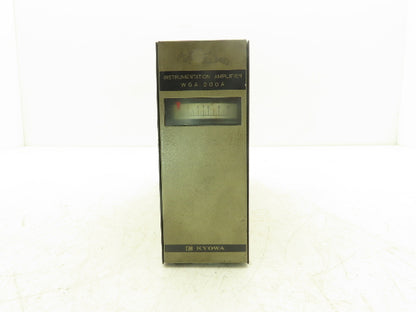 INSTRUMENTATION AMPLIFIER
WGA 200A
KYOWA